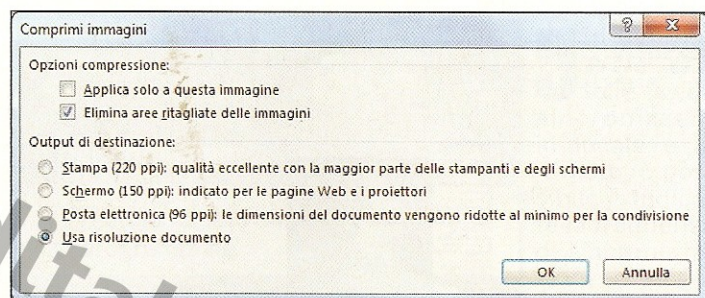 Comprimi immagini
Opzioni compressione:
Applica solo a questa immagine
Elimina aree ritagliate delle immagini
Output di destinazione:
Stampa (220 ppi): qualità eccellente con la maggior parte delle stampanti e degli schermi
Schermo (150 ppi): indicato per le pagine Web e i proiettori
Posta elettronica (96 ppi): le dimensioni del documento vengono ridotte al minimo per la condivisione
Usa risoluzione documento
OK Annulla